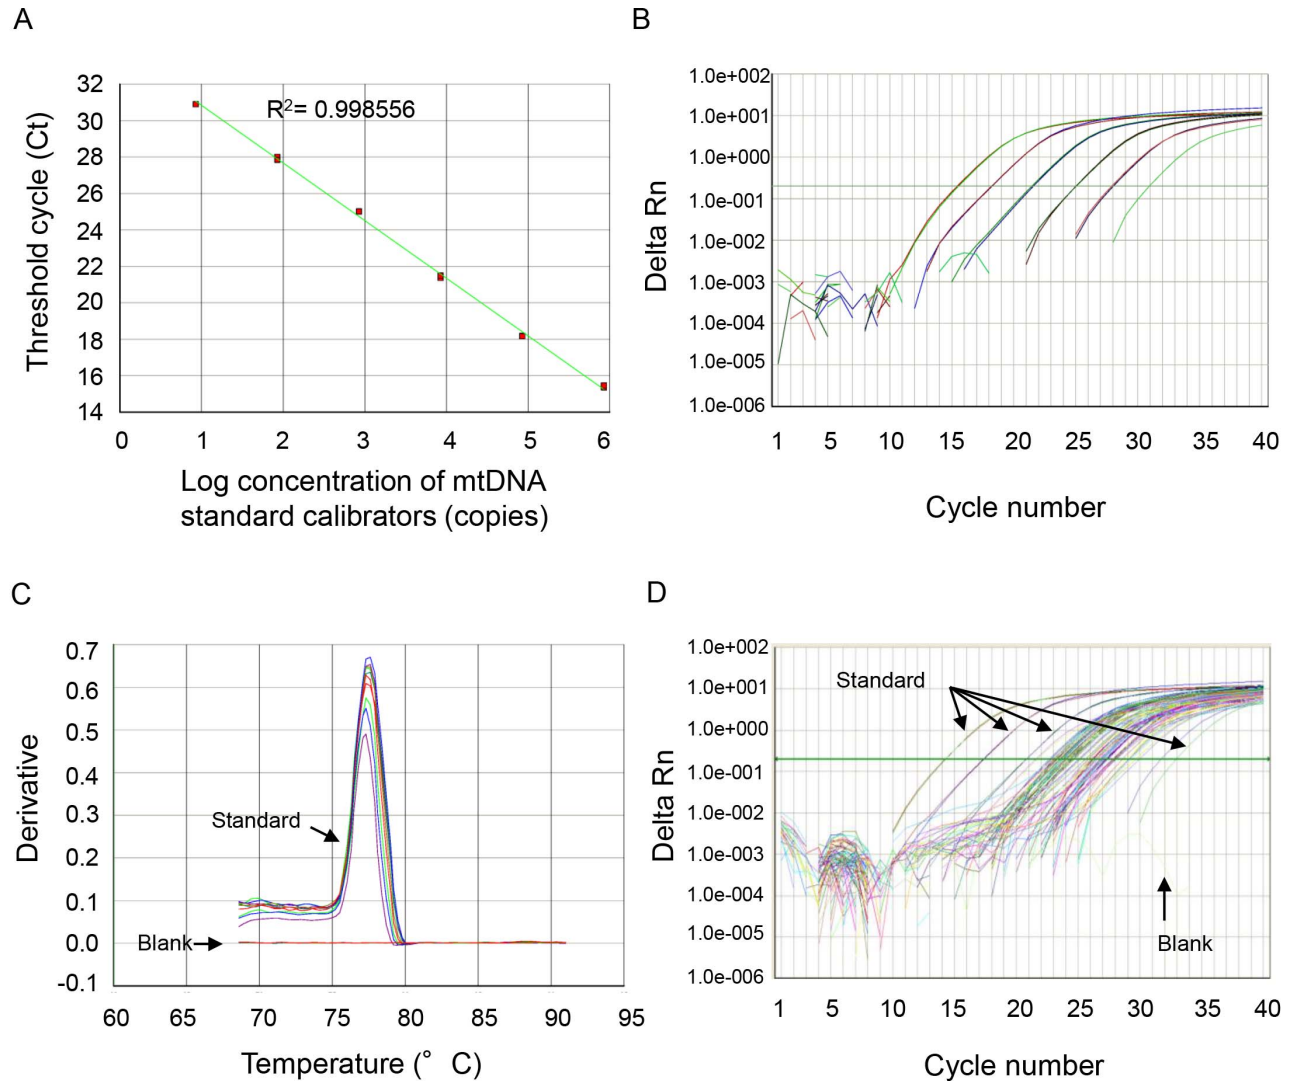 A
32
30
28
26
24
22
20
18
16
14
R²= 0.998556
Threshold cycle (Ct)
0 1 2 3 4 5 6
Log concentration of mtDNA
standard calibrators (copies)
B
1.0e+002
1.0e+001
1.0e+000
1.0e-001
1.0e-002
1.0e-003
1.0e-004
1.0e-005
1.0e-006
Delta Rn
1 5 10 15 20 25 30 35 40
Cycle number
C
0.7
0.6
0.5
0.4
0.3
0.2
0.1
0.0
-0.1
Derivative
Standard
Blank
60 65 70 75 80 85 90 95
Temperature (° C)
D
1.0e+002
1.0e+001
1.0e+000
1.0e-001
1.0e-002
1.0e-003
1.0e-004
1.0e-005
1.0e-006
Delta Rn
Standard
Blank
1 5 10 15 20 25 30 35 40
Cycle number